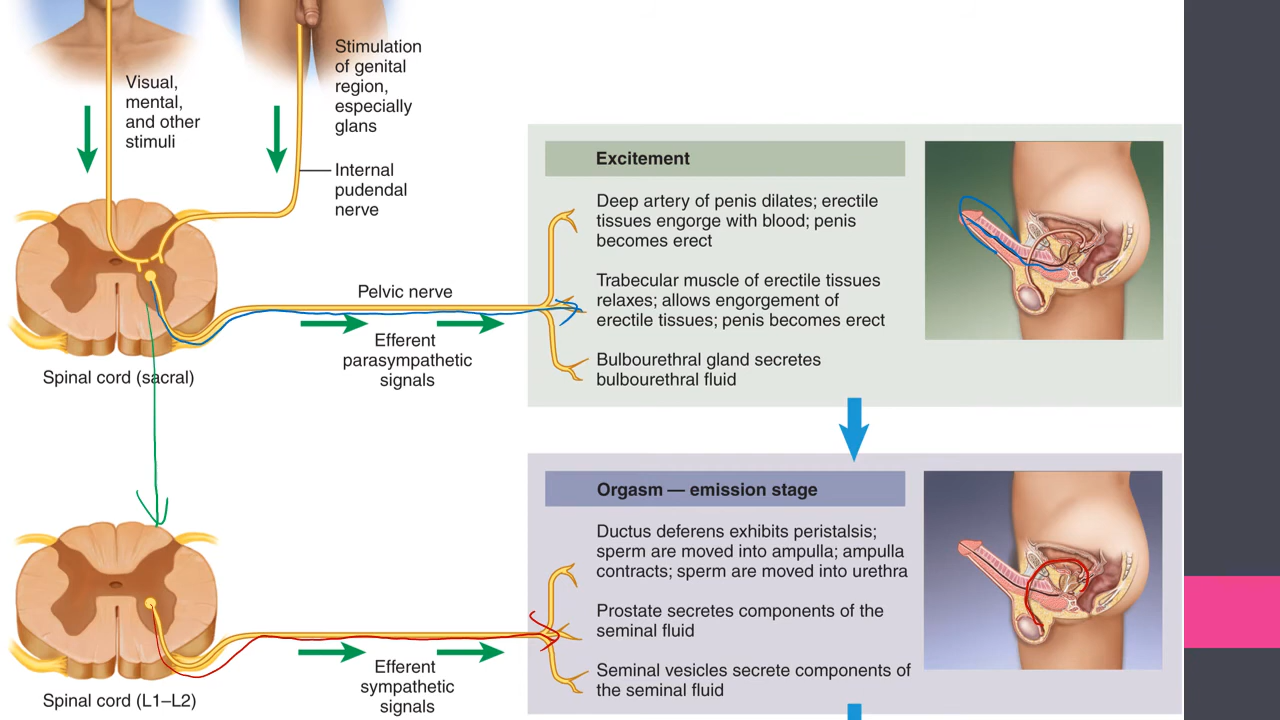 Stimulation
of genital
region,
especially
glans
Visual,
mental,
and other
stimuli
Internal
pudendal
nerve
Excitement
Deep artery of penis dilates; erectile
tissues engorge with blood; penis
becomes erect
Trabecular muscle of erectile tissues
relaxes; allows engorgement of
erectile tissues; penis becomes erect
Bulbourethral gland secretes
bulbourethral fluid
Pelvic nerve
Efferent
parasympathetic
signals
Spinal cord (sacral)
Orgasm — emission stage
Ductus deferens exhibits peristalsis;
sperm are moved into ampulla; ampulla
contracts; sperm are moved into urethra
Prostate secretes components of the
seminal fluid
Seminal vesicles secrete components of
the seminal fluid
Efferent
sympathetic
signals
Spinal cord (L1–L2)